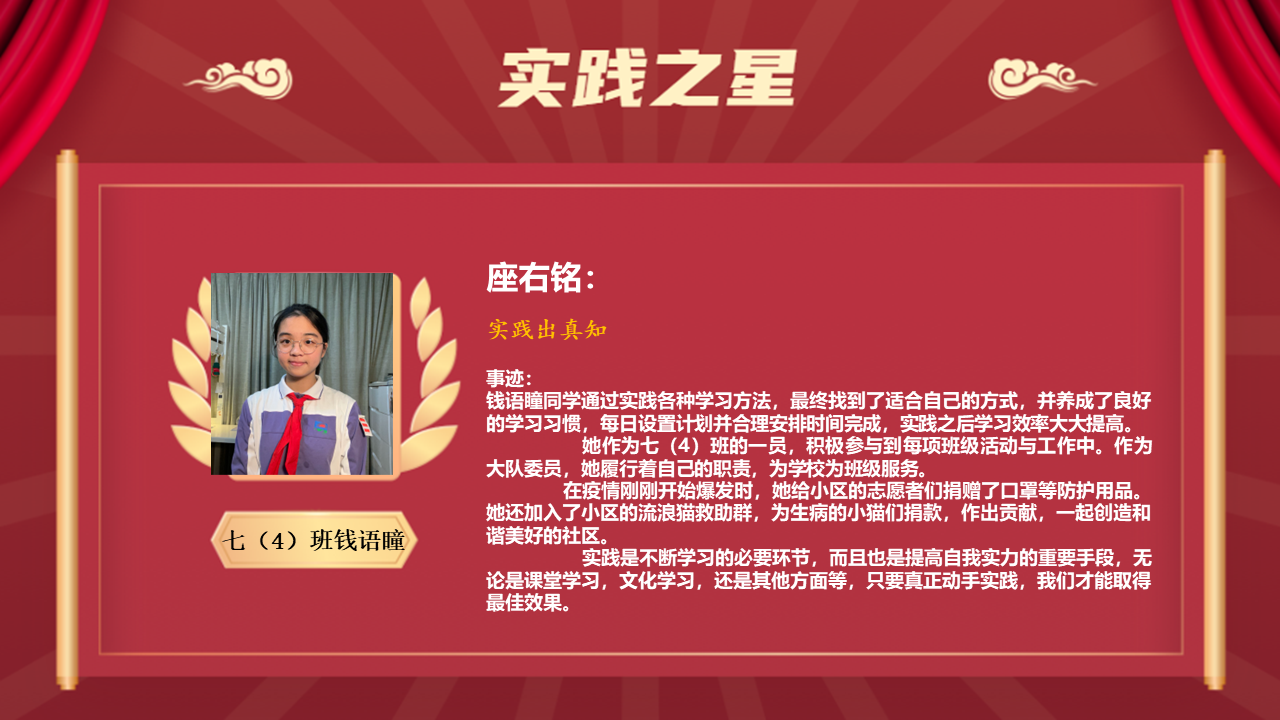 实践之星
座右铭：
实践出真知
事迹：
钱语瞳同学通过实践各种学习方法，最终找到了适合自己的方式，并养成了良好
的学习习惯，每日设置计划并合理安排时间完成，实践之后学习效率大大提高。
她作为七（4）班的一员，积极参与到每项班级活动与工作中。作为
大队委员，她履行着自己的职责，为学校为班级服务。
在疫情刚刚开始爆发时，她给小区的志愿者们捐赠了口罩等防护用品。
她还加入了小区的流浪猫救助群，为生病的小猫们捐款，作出贡献，一起创造和
谐美好的社区。
实践是不断学习的必要环节，而且也是提高自我实力的重要手段，无
论是课堂学习，文化学习，还是其他方面等，只要真正动手实践，我们才能取得
最佳效果。
七（4）班钱语瞳